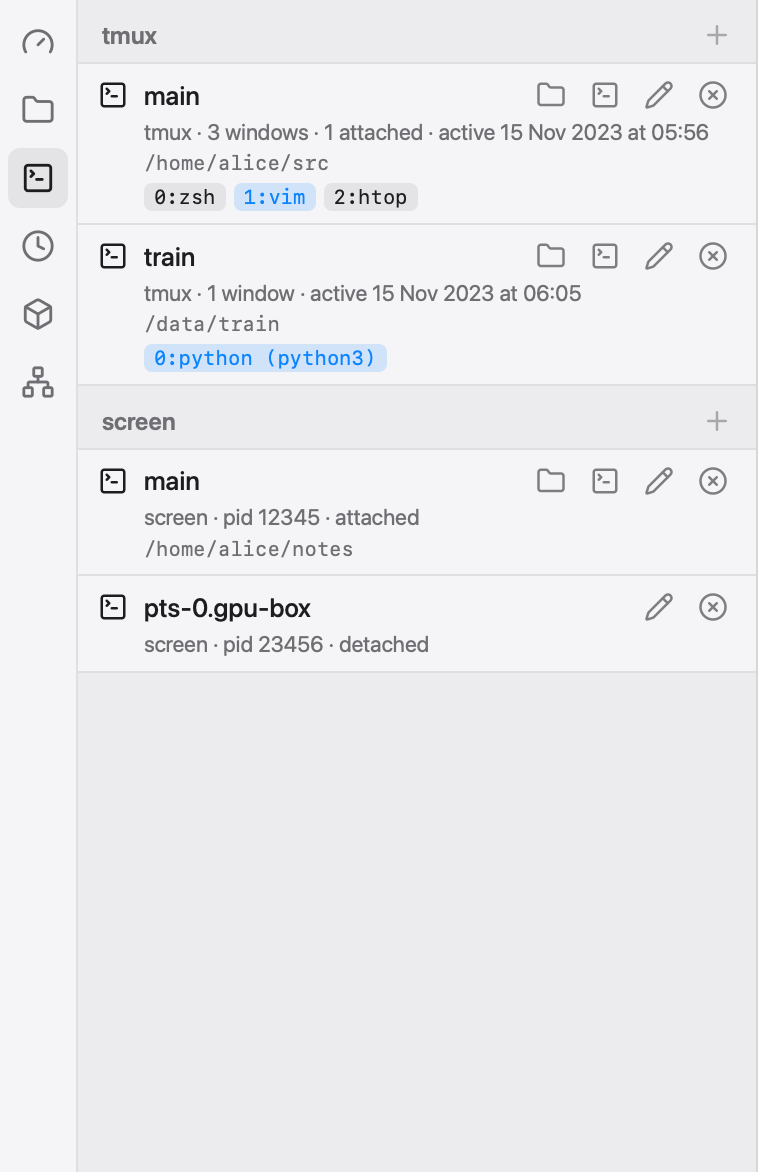 tmux
main
tmux · 3 windows · 1 attached · active 15 Nov 2023 at 05:56
/home/alice/src
0:zsh 1:vim 2:htop
train
tmux · 1 window · active 15 Nov 2023 at 06:05
/data/train
0:python (python3)
screen
main
screen · pid 12345 · attached
/home/alice/notes
pts-0.gpu-box
screen · pid 23456 · detached